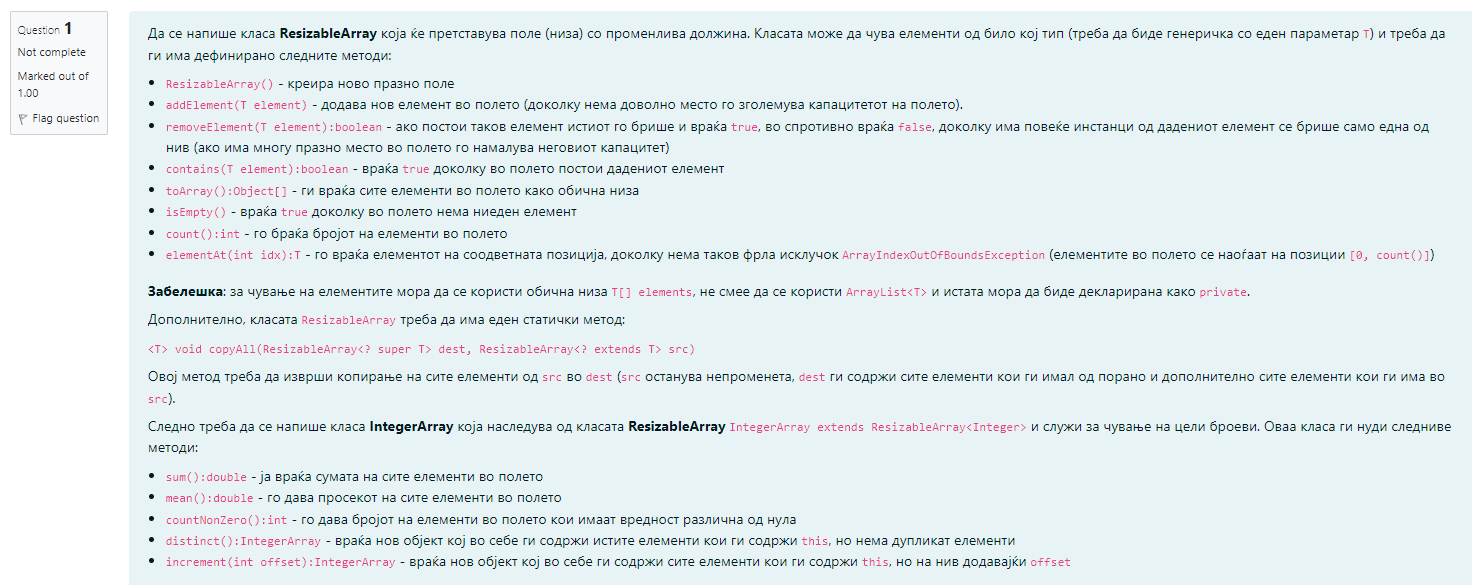 Question 1
Not complete
Marked out of
1.00
Flag question
Да се напише класа ResizableArray која ќе претставува поле (низа) со променлива должина. Класата може да чува елементи од било кој тип (треба да биде генеричка со еден параметар T) и треба да
ги има дефинирано следните методи:
ResizableArray() - креира ново празно поле
addElement(T element) - додава нов елемент во полето (доколку нема доволно место го зголемува капацитетот на полето).
removeElement(T element):boolean - ако постои таков елемент истиот го брише и враќа true, во спротивно враќа false, доколку има повеќе инстанци од дадениот елемент се брише само една од
нив (ако има многу празно место во полето го намалува неговиот капацитет)
contains(T element):boolean - враќа true доколку во полето постои дадениот елемент
toArray():Object[] - ги враќа сите елементи во полето како обична низа
isEmpty() - враќа true доколку во полето нема ниеден елемент
count():int - го браќа бројот на елементи во полето
elementAt(int idx):T - го враќа елементот на соодветната позиција, доколку нема таков фрла исклучок ArrayIndexOutOfBoundsException (елементите во полето се наоѓаат на позиции [0, count()])
Забелешка: за чување на елементите мора да се користи обична низа T[] elements, не смее да се користи ArrayList<T> и истата мора да биде декларирана како private.
Дополнително, класата ResizableArray треба да има еден статички метод:
<T> void copyAll(ResizableArray<? super T> dest, ResizableArray<? extends T> src)
Овој метод треба да изврши копирање на сите елементи од src во dest (src останува непроменета, dest ги содржи сите елементи кои ги имал од порано и дополнително сите елементи кои ги има во
src).
Следно треба да се напише класа IntegerArray која наследува од класата ResizableArray IntegerArray extends ResizableArray<Integer> и служи за чување на цели броеви. Оваа класа ги нуди следниве
методи:
sum():double - ја враќа сумата на сите елементи во полето
mean():double - го дава просекот на сите елементи во полето
countNonZero():int - го дава бројот на елементи во полето кои имаат вредност различна од нула
distinct():IntegerArray - враќа нов објект кој во себе ги содржи истите елементи кои ги содржи this, но нема дупликат елементи
increment(int offset):IntegerArray - враќа нов објект кој во себе ги содржи сите елементи кои ги содржи this, но на нив додавајќи offset